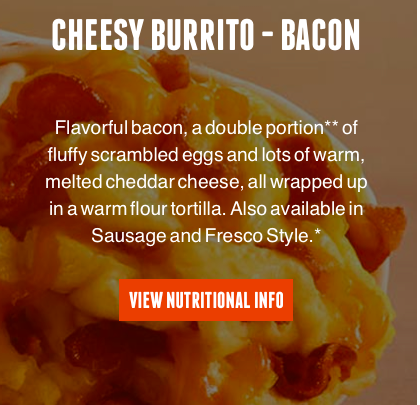 CHEESY BURRITO - BACON
Flavorful bacon, a double portion** of
fluffy scrambled eggs and lots of warm,
melted cheddar cheese, all wrapped up
in a warm flour tortilla. Also available in
Sausage and Fresco Style.*
VIEW NUTRITIONAL INFO